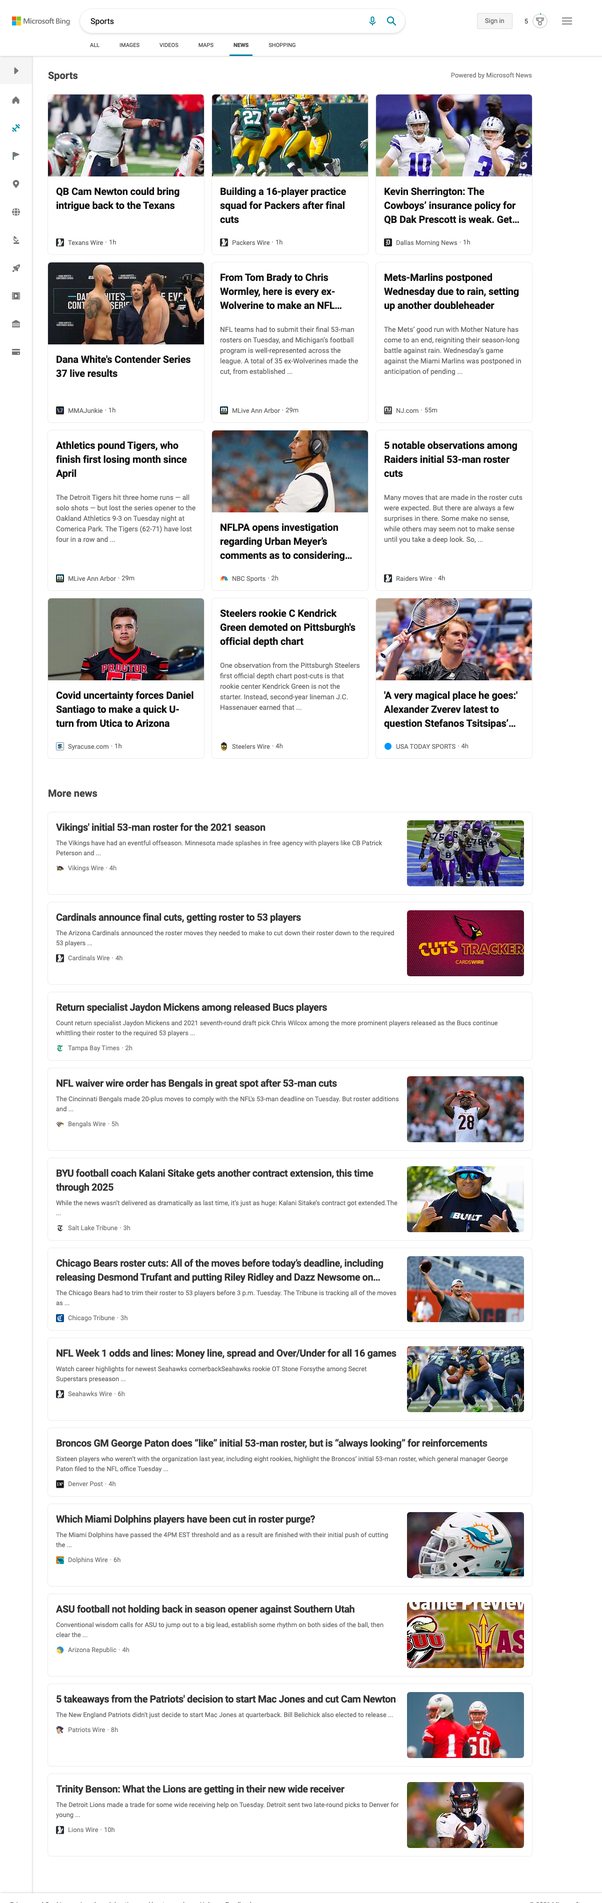 Microsoft Bing
Sports
Sign in
5
ALL IMAGES VIDEOS MAPS NEWS SHOPPING
Sports
Powered by Microsoft News
QB Cam Newton could bring
intrigue back to the Texans
Texans Wire · 1h
27
Building a 16-player practice
squad for Packers after final
cuts
Packers Wire · 1h
10 3
Kevin Sherrington: The
Cowboys' insurance policy for
QB Dak Prescott is weak. Get...
Dallas Morning News · 1h
Dana White's Contender Series
37 live results
MMAJunkie · 1h
From Tom Brady to Chris
Wormley, here is every ex-
Wolverine to make an NFL...
NFL teams had to submit their final 53-man
rosters on Tuesday, and Michigan's football
program is well-represented across the
league. A total of 35 ex-Wolverines made the
cut, from established ...
MLive Ann Arbor · 29m
Mets-Marlins postponed
Wednesday due to rain, setting
up another doubleheader
The Mets' good run with Mother Nature has
come to an end, reigniting their season-long
battle against rain. Wednesday's game
against the Miami Marlins was postponed in
anticipation of pending ...
NJ.com · 55m
Athletics pound Tigers, who
finish first losing month since
April
The Detroit Tigers hit three home runs — all
solo shots — but lost the series opener to the
Oakland Athletics 9-3 on Tuesday night at
Comerica Park. The Tigers (62-71) have lost
four in a row and ...
MLive Ann Arbor · 29m
NFLPA opens investigation
regarding Urban Meyer's
comments as to considering...
NBC Sports · 2h
5 notable observations among
Raiders initial 53-man roster
cuts
Many moves that are made in the roster cuts
were expected. But there are always a few
surprises in there. Some make no sense,
while others may seem not to make sense
until you take a deep look. So, ...
Raiders Wire · 4h
PROCTOR
Covid uncertainty forces Daniel
Santiago to make a quick U-
turn from Utica to Arizona
Syracuse.com · 1h
Steelers rookie C Kendrick
Green demoted on Pittsburgh's
official depth chart
One observation from the Pittsburgh Steelers
first official depth chart post-cuts is that
rookie center Kendrick Green is not the
starter. Instead, second-year lineman J.C.
Hassenauer earned that ...
Steelers Wire · 4h
'A very magical place he goes:'
Alexander Zverev latest to
question Stefanos Tsitsipas'...
USA TODAY SPORTS · 4h
More news
Vikings' initial 53-man roster for the 2021 season
The Vikings have had an eventful offseason. Minnesota made splashes in free agency with players like CB Patrick
Peterson and ...
Vikings Wire · 4h
Cardinals announce final cuts, getting roster to 53 players
The Arizona Cardinals announced the roster moves they needed to make to cut down their roster down to the required
53 players ...
Cardinals Wire · 4h
CUTS TRACKER
CARDSWIRE
Return specialist Jaydon Mickens among released Bucs players
Count return specialist Jaydon Mickens and 2021 seventh-round draft pick Chris Wilcox among the more prominent players released as the Bucs continue
whittling their roster to the required 53 players ...
Tampa Bay Times · 2h
NFL waiver wire order has Bengals in great spot after 53-man cuts
The Cincinnati Bengals made 20-plus moves to comply with the NFL's 53-man deadline on Tuesday. But roster additions
and ...
Bengals Wire · 5h
28
BYU football coach Kalani Sitake gets another contract extension, this time
through 2025
While the news wasn't delivered as dramatically as last time, it's just as huge: Kalani Sitake's contract got extended.The
...
Salt Lake Tribune · 3h
BUILT
Chicago Bears roster cuts: All of the moves before today's deadline, including
releasing Desmond Trufant and putting Riley Ridley and Dazz Newsome on...
The Chicago Bears had to trim their roster to 53 players before 3 p.m. Tuesday. The Tribune is tracking all of the moves
as ...
Chicago Tribune · 3h
NFL Week 1 odds and lines: Money line, spread and Over/Under for all 16 games
Watch career highlights for newest Seahawks cornerbackSeahawks rookie OT Stone Forsythe among Secret
Superstars preseason ...
Seahawks Wire · 6h
Broncos GM George Paton does “like” initial 53-man roster, but is “always looking” for reinforcements
Sixteen players who weren't with the organization last year, including eight rookies, highlight the Broncos' initial 53-man roster, which general manager George
Paton filed to the NFL office Tuesday ...
Denver Post · 4h
Which Miami Dolphins players have been cut in roster purge?
The Miami Dolphins have passed the 4PM EST threshold and as a result are finished with their initial push of cutting
the ...
Dolphins Wire · 6h
ASU football not holding back in season opener against Southern Utah
Conventional wisdom calls for ASU to jump out to a big lead, establish some rhythm on both sides of the ball, then
clear the ...
Arizona Republic · 4h
Game Preview
SUU AS
5 takeaways from the Patriots' decision to start Mac Jones and cut Cam Newton
The New England Patriots didn't just decide to start Mac Jones at quarterback. Bill Belichick also elected to release ...
Patriots Wire · 8h
1 50
Trinity Benson: What the Lions are getting in their new wide receiver
The Detroit Lions made a trade for some wide receiving help on Tuesday. Detroit sent two late-round picks to Denver for
young ...
Lions Wire · 10h